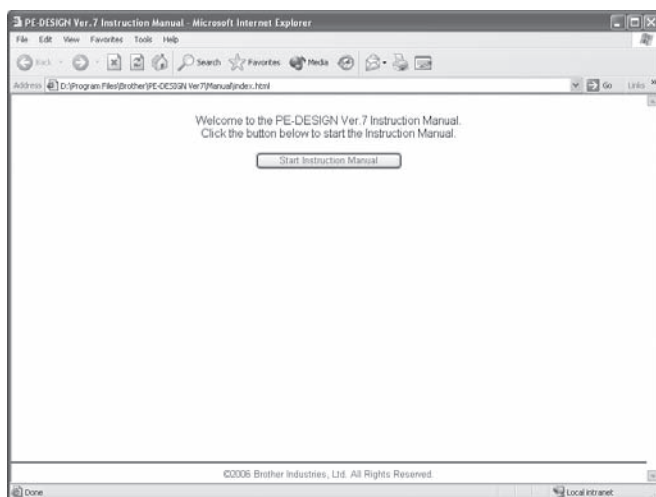 PE-DESIGN Ver.7 Instruction Manual - Microsoft Internet Explorer
File Edit View Favorites Tools Help
Back Search Favorites Media
Address D:\Program Files\Brother\PE-DESIGN Ver7\Manual\index.html Go Links »
Welcome to the PE-DESIGN Ver.7 Instruction Manual.
Click the button below to start the Instruction Manual.
Start Instruction Manual
©2006 Brother Industries, Ltd. All Rights Reserved.
Done Local intranet